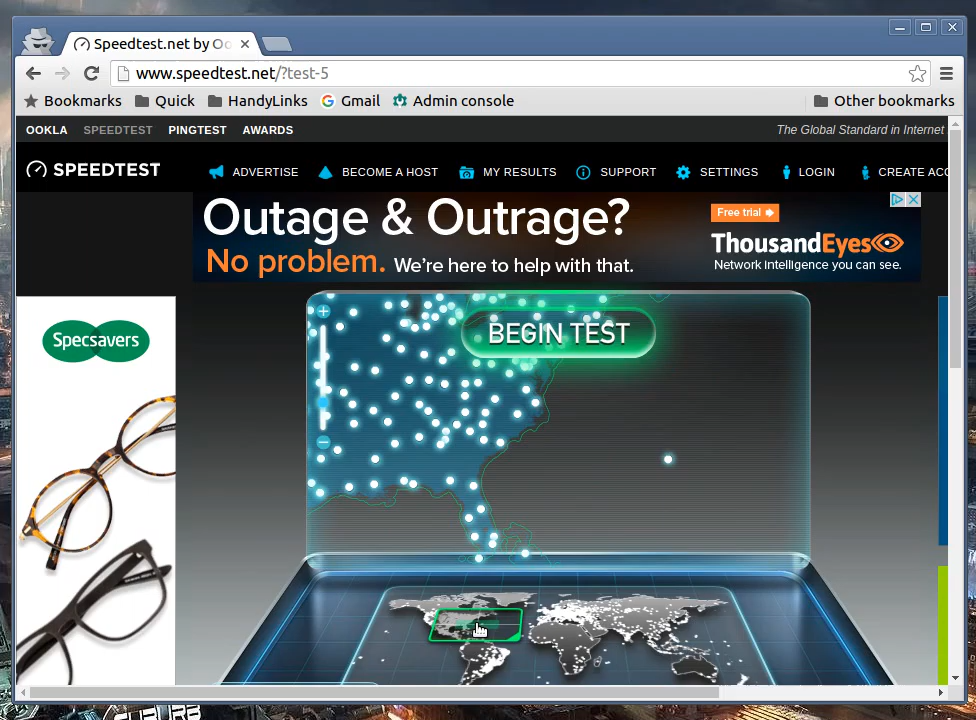 Speedtest.net by Oo
www.speedtest.net/?test-5
Bookmarks Quick HandyLinks Gmail Admin console Other bookmarks
OOKLA SPEEDTEST PINGTEST AWARDS The Global Standard in Internet
SPEEDTEST ADVERTISE BECOME A HOST MY RESULTS SUPPORT SETTINGS LOGIN CREATE ACC
Outage & Outrage?
No problem. We're here to help with that.
Free trial
ThousandEyes
Network intelligence you can see.
Specsavers
BEGIN TEST